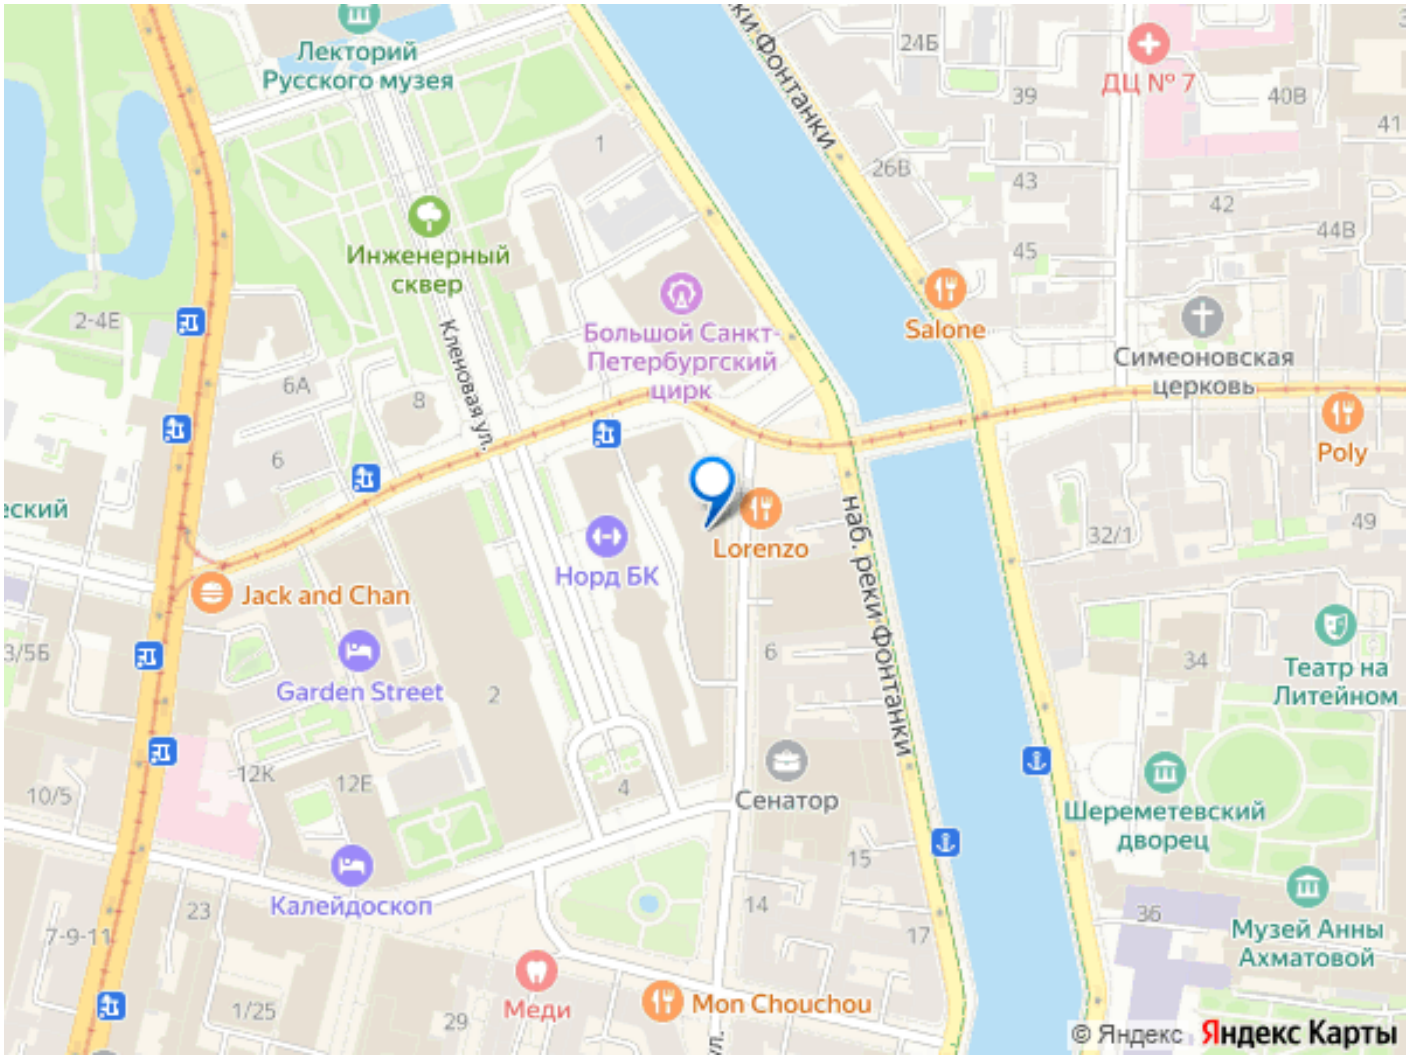 Лекторий
Русского музея
ки Фонтанки
24Б
ДЦ № 7
39
40В
41
1
26В
43
42
44В
45
Инженерный
сквер
2-4Е
Кленовая ул.
Большой Санкт-
Петербургский
цирк
Salone
Симеоновская
церковь
6А
8
6
Poly
еский
наб. реки Фонтанки
49
32/1
Lorenzo
Норд БК
Jack and Chan
3/5Б
6
34
Театр на
Литейном
Garden Street
2
12К
12Е
10/5
4
Сенатор
Шереметевский
дворец
15
Калейдоскоп
23
14
36
7-9-11
17
Музей Анны
Ахматовой
Меди
Mon Chouchou
1/25
29
ул.
© Яндекс
Яндекс Карты